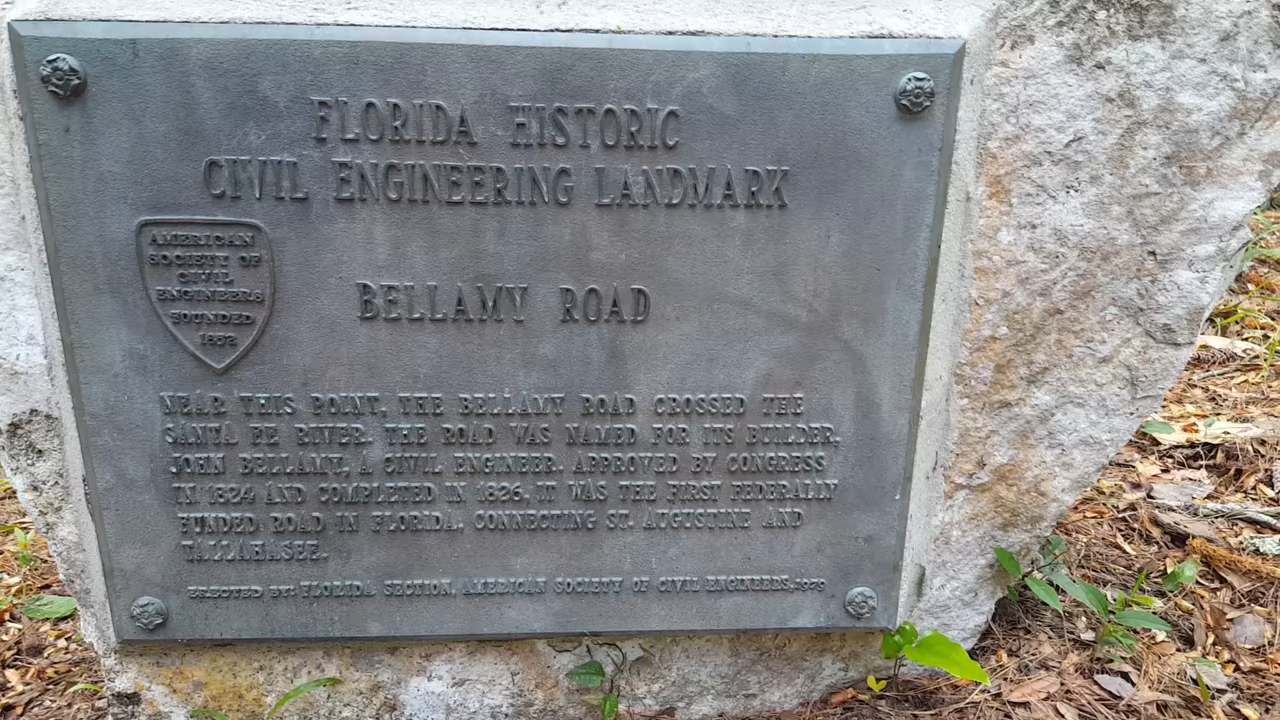 FLORIDA HISTORIC
CIVIL ENGINEERING LANDMARK
AMERICAN
SOCIETY OF
CIVIL
ENGINEERS
FOUNDED
1852
BELLAMY ROAD
NEAR THIS POINT, THE BELLAMY ROAD CROSSED THE
SANTA FE RIVER. THE ROAD WAS NAMED FOR ITS BUILDER,
JOHN BELLAMY, A CIVIL ENGINEER. APPROVED BY CONGRESS
IN 1824 AND COMPLETED IN 1826, IT WAS THE FIRST FEDERALLY
FUNDED ROAD IN FLORIDA, CONNECTING ST. AUGUSTINE AND
TALLAHASEE.
ERECTED BY: FLORIDA SECTION, AMERICAN SOCIETY OF CIVIL ENGINEERS, 1979